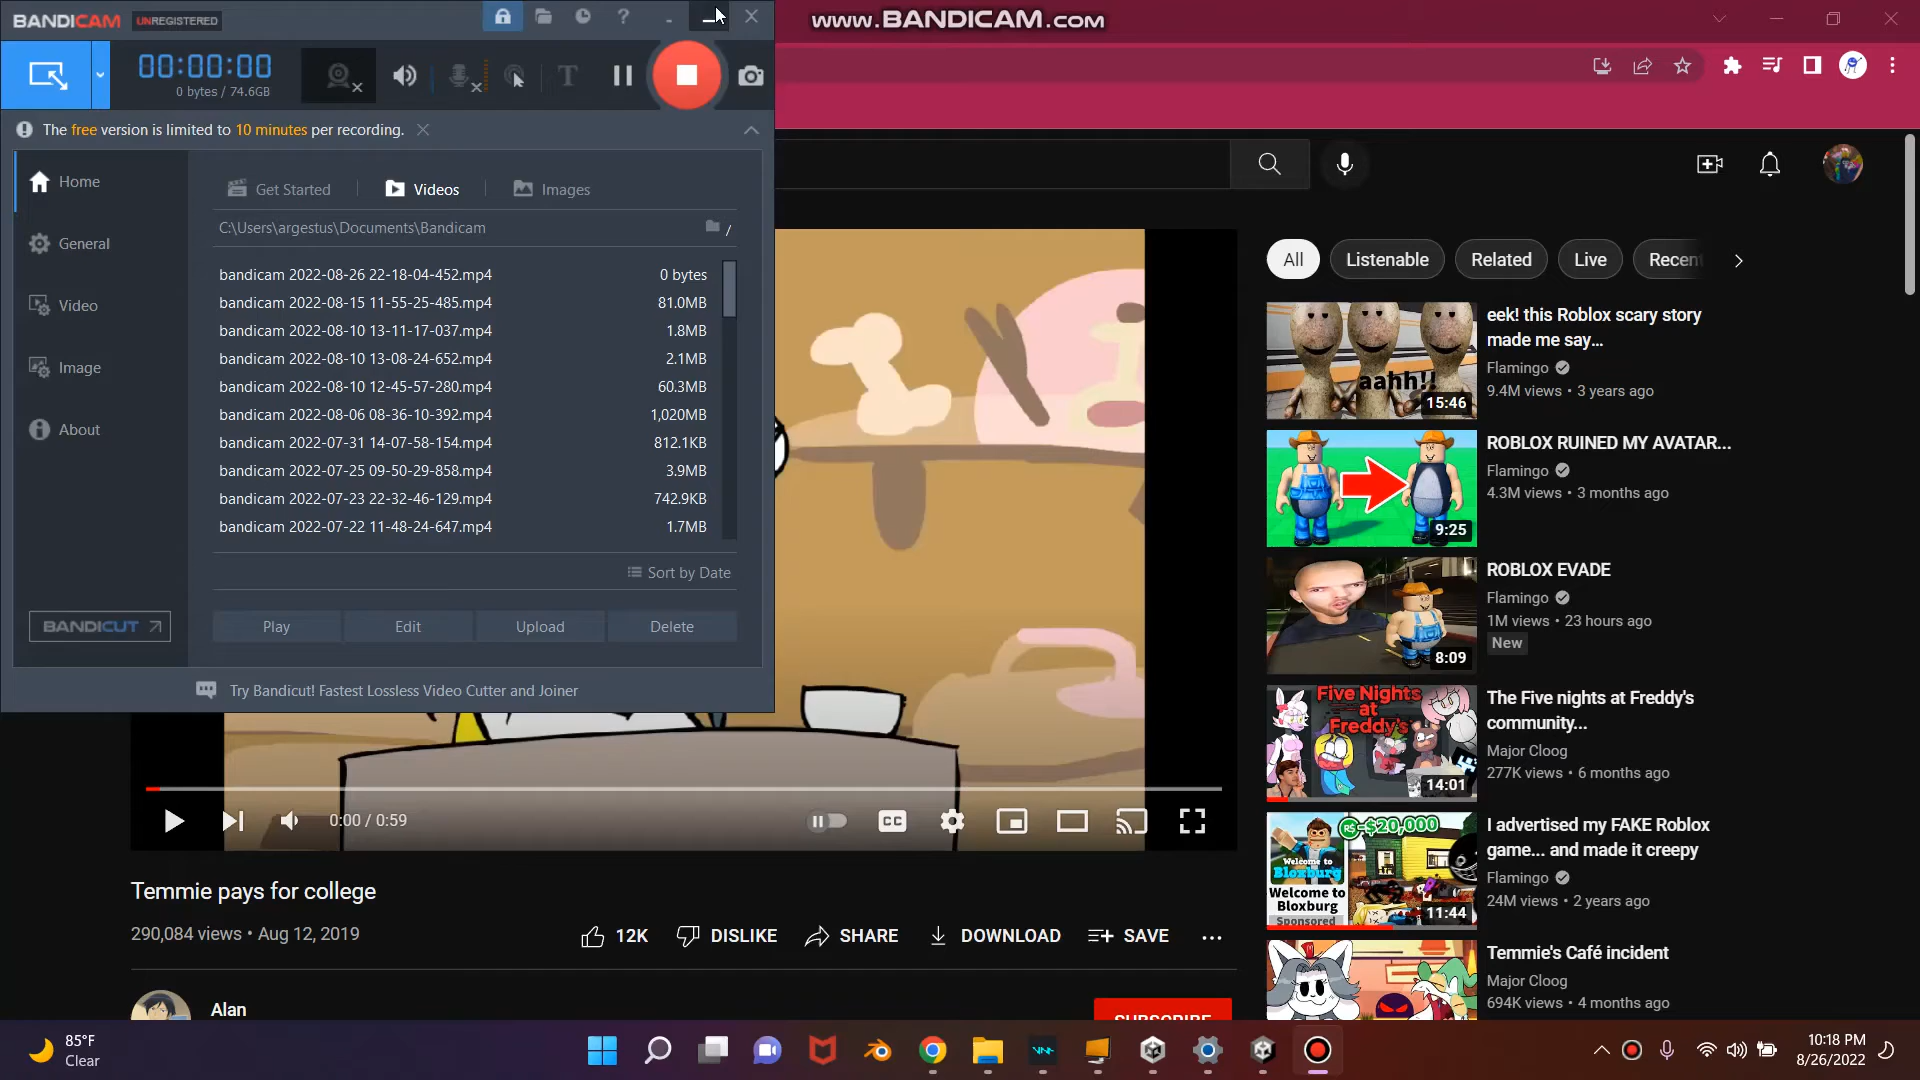 BANDICAM UNREGISTERED
www.BANDICAM.com
00:00:00
0 bytes / 74.6GB
The free version is limited to 10 minutes per recording.
Home
General
Video
Image
About
BANDICUT
Get Started
Videos
Images
C:\Users\argestus\Documents\Bandicam
bandicam 2022-08-26 22-18-04-452.mp4 0 bytes
bandicam 2022-08-15 11-55-25-485.mp4 81.0MB
bandicam 2022-08-10 13-11-17-037.mp4 1.8MB
bandicam 2022-08-10 13-08-24-652.mp4 2.1MB
bandicam 2022-08-10 12-45-57-280.mp4 60.3MB
bandicam 2022-08-06 08-36-10-392.mp4 1,020MB
bandicam 2022-07-31 14-07-58-154.mp4 812.1KB
bandicam 2022-07-25 09-50-29-858.mp4 3.9MB
bandicam 2022-07-23 22-32-46-129.mp4 742.9KB
bandicam 2022-07-22 11-48-24-647.mp4 1.7MB
Sort by Date
Play Edit Upload Delete
Try Bandicut! Fastest Lossless Video Cutter and Joiner
0:00 / 0:59
CC
Temmie pays for college
290,084 views • Aug 12, 2019
12K DISLIKE SHARE DOWNLOAD SAVE
Alan
SUBSCRIBE
All Listenable Related Live Recen
aahh!!
15:46
eek! this Roblox scary story
made me say...
Flamingo
9.4M views • 3 years ago
9:25
ROBLOX RUINED MY AVATAR...
Flamingo
4.3M views • 3 months ago
8:09
ROBLOX EVADE
Flamingo
1M views • 23 hours ago
New
Five Nights
at
Freddy's
14:01
The Five nights at Freddy's
community...
Major Cloog
277K views • 6 months ago
R$-$20,000
Welcome to
Bloxburg
Welcome to
Bloxburg
Sponsored
11:44
I advertised my FAKE Roblox
game... and made it creepy
Flamingo
24M views • 2 years ago
Temmie's Café incident
Major Cloog
694K views • 4 months ago
85°F
Clear
10:18 PM
8/26/2022